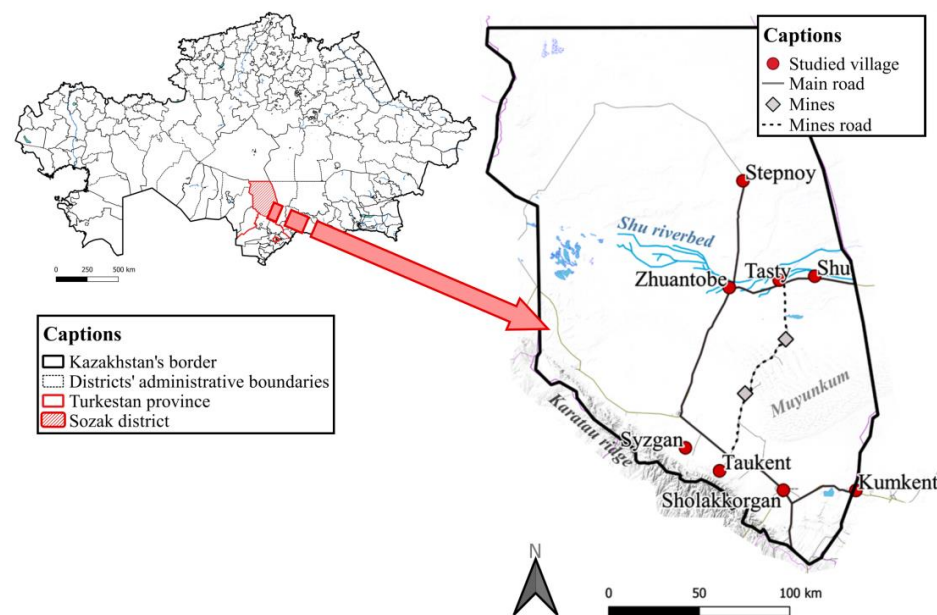 Captions
Studied village
Main road
Mines
Mines road
Stepnoy
Shu riverbed
Zhuantobe
Tasty
Shu
0 250 500 km
Captions
Kazakhstan's border
Districts' administrative boundaries
Turkestan province
Sozak district
Karatau ridge
Muyunkum
Syzgan
Taukent
Sholakkorgan
Kumkent
N
0 50 100 km